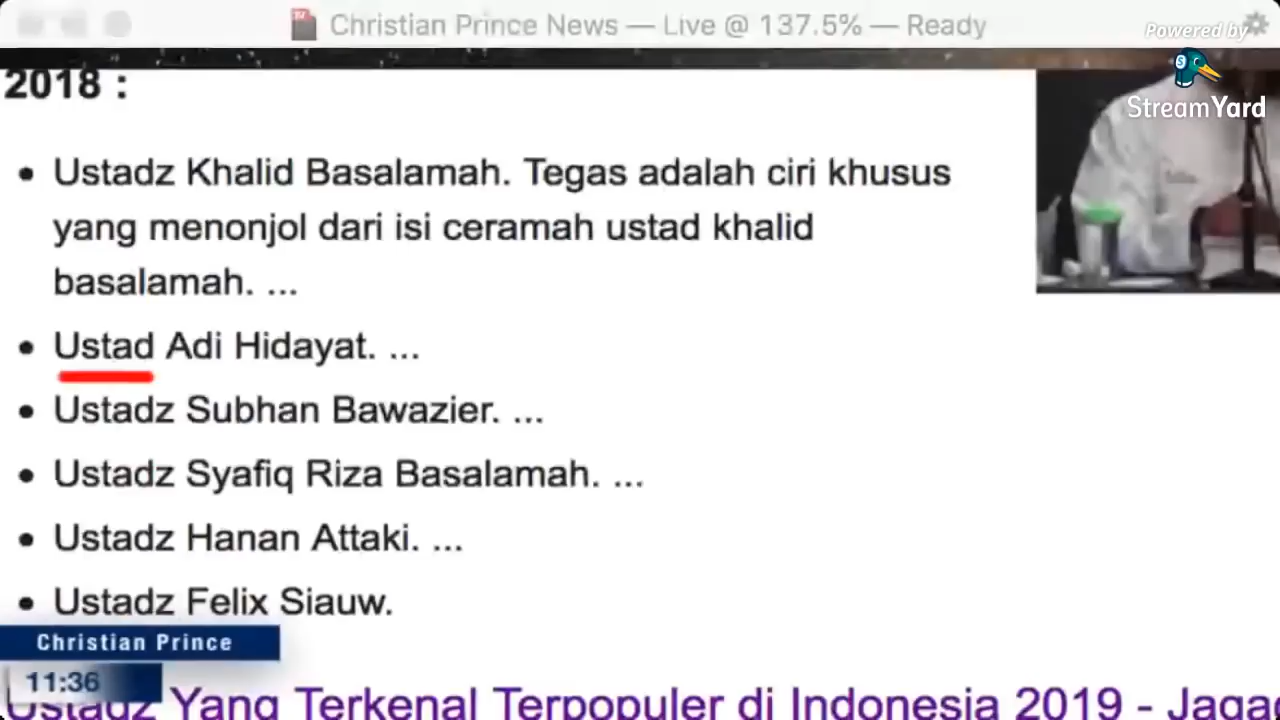 Christian Prince News — Live @ 137.5% — Ready
Powered by
StreamYard
2018 :
• Ustadz Khalid Basalamah. Tegas adalah ciri khusus
yang menonjol dari isi ceramah ustad khalid
basalamah. ...
• Ustad Adi Hidayat. ...
• Ustadz Subhan Bawazier. ...
• Ustadz Syafiq Riza Basalamah. ...
• Ustadz Hanan Attaki. ...
• Ustadz Felix Siauw.
Christian Prince
11:36
Ustadz Yang Terkenal Terpopuler di Indonesia 2019 -